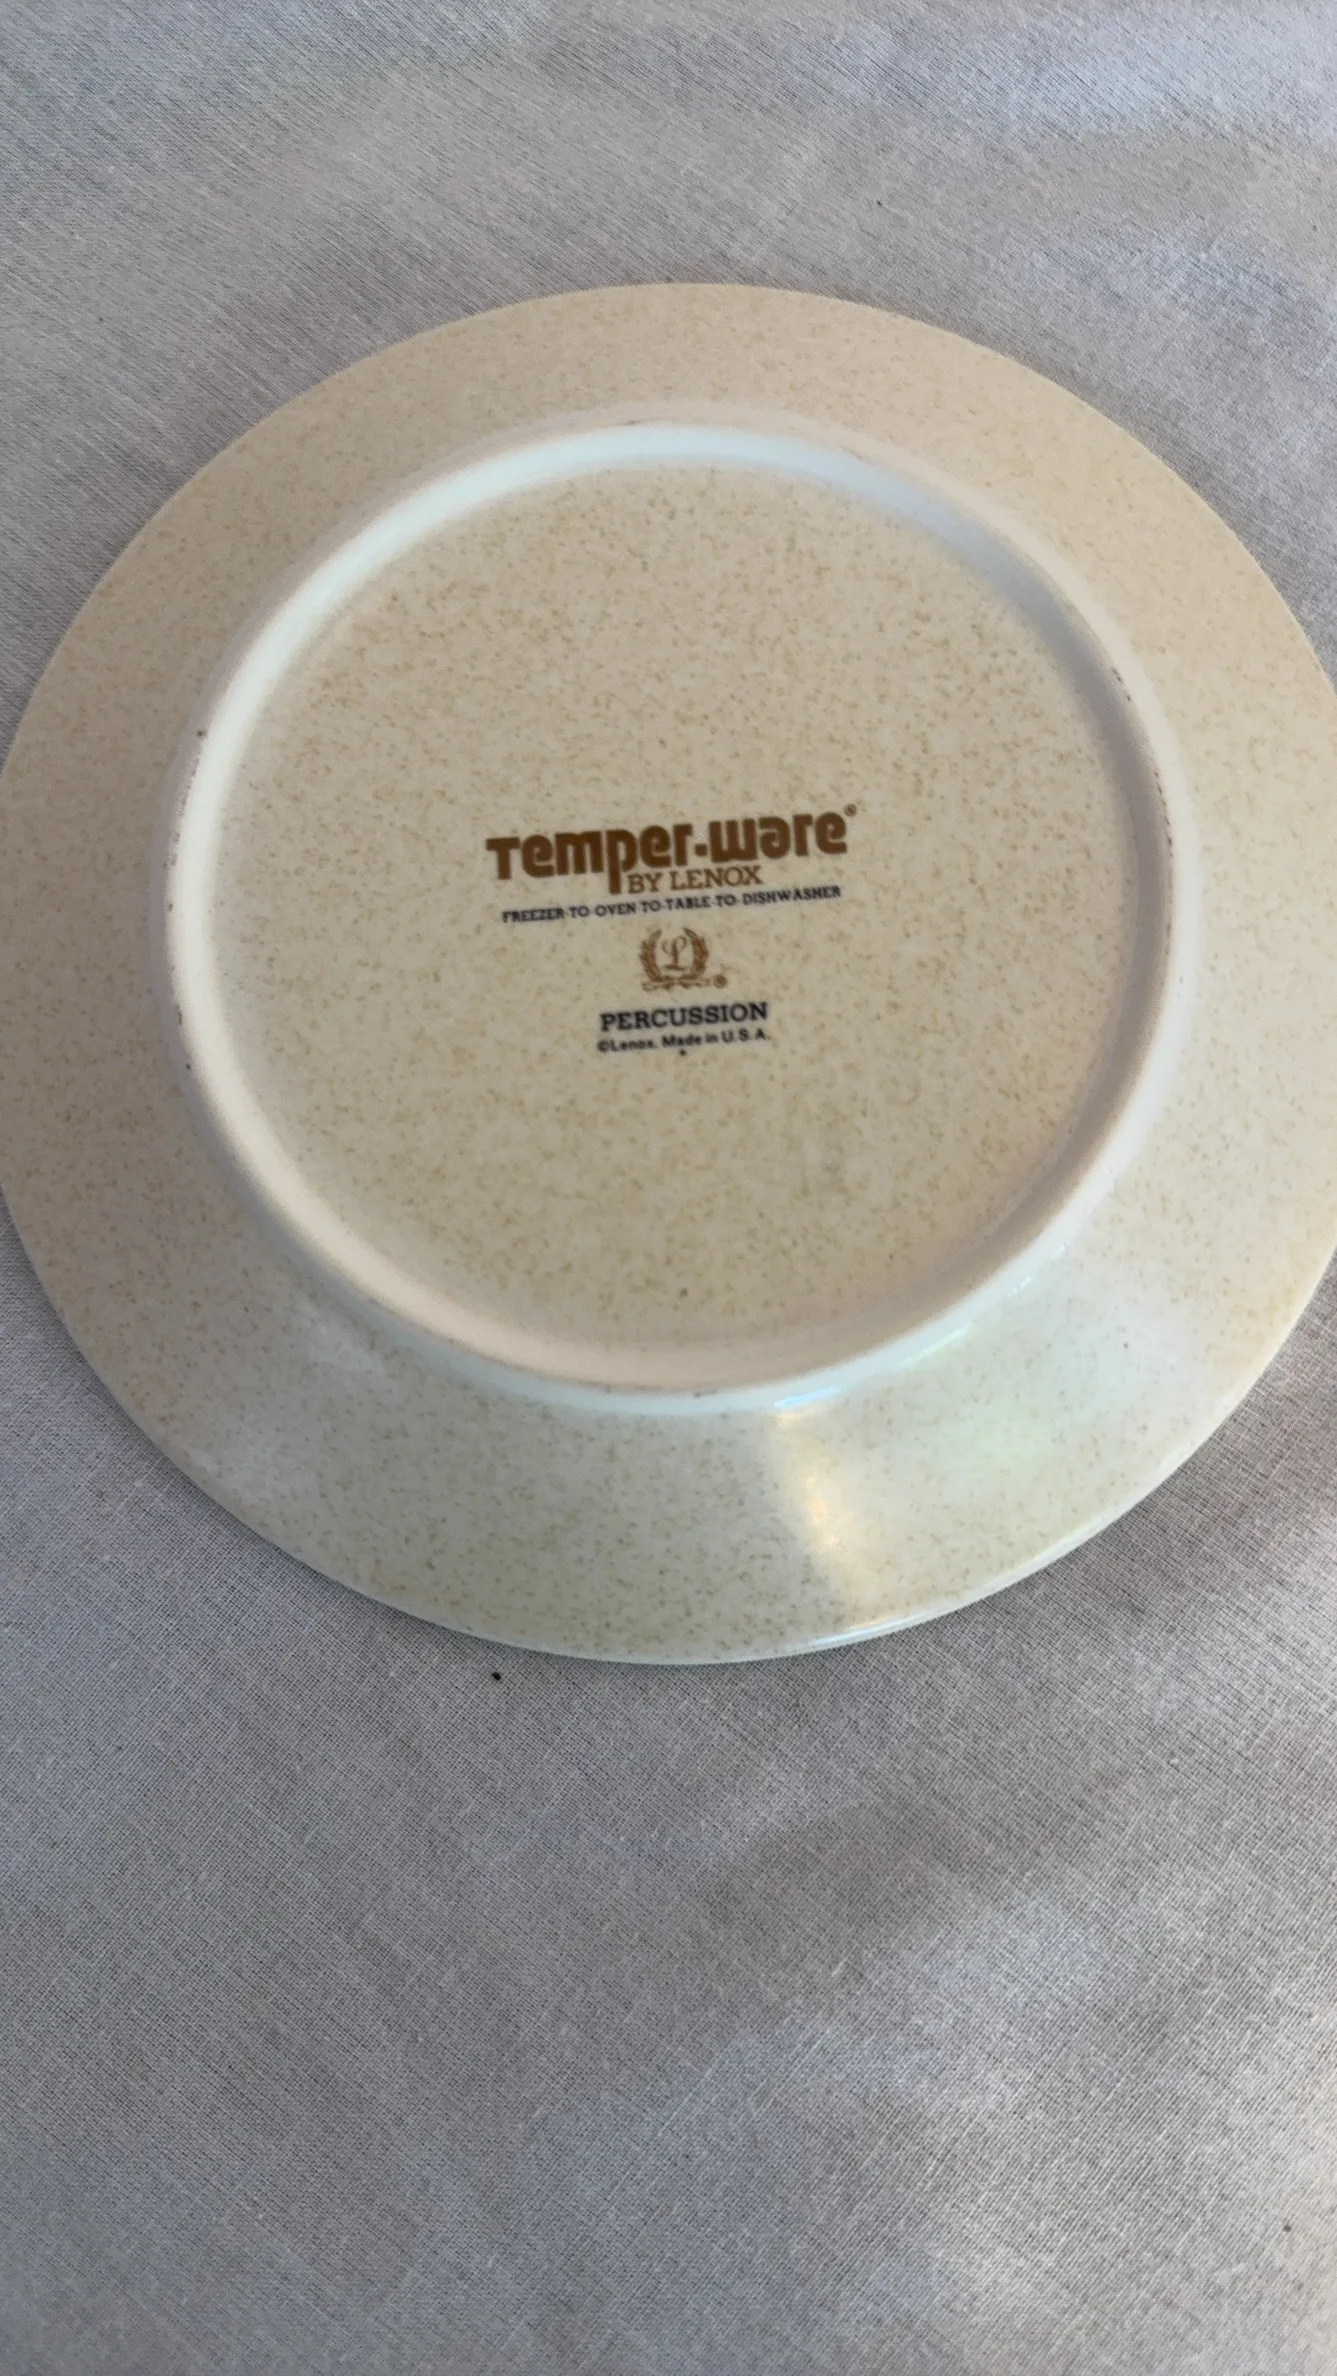 Temper-ware®
BY LENOX
FREEZER-TO-OVEN-TO-TABLE-TO-DISHWASHER
L®
PERCUSSION
©Lenox. Made in U.S.A.